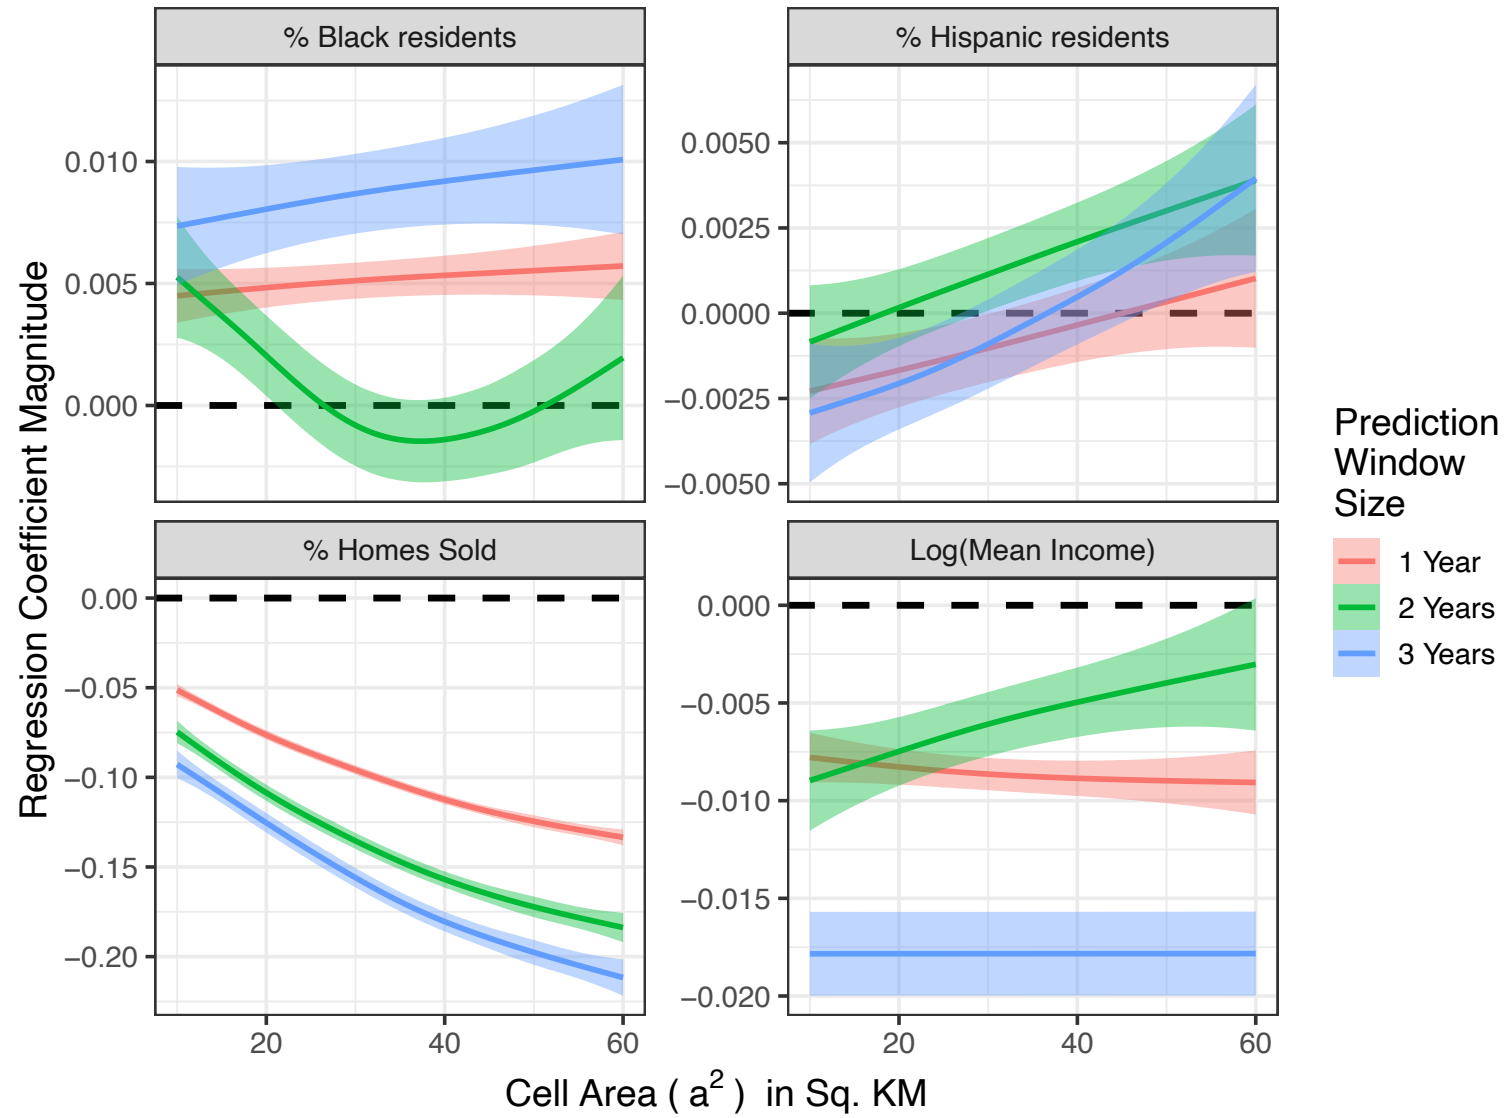 % Black residents
% Hispanic residents
0.010
0.005
0.000
0.0050
0.0025
0.0000
−0.0025
−0.0050
Regression Coefficient Magnitude
% Homes Sold
Log(Mean Income)
0.00
−0.05
−0.10
−0.15
−0.20
0.000
−0.005
−0.010
−0.015
−0.020
20 40 60
20 40 60
Cell Area ( a² ) in Sq. KM
Prediction
Window
Size
1 Year
2 Years
3 Years